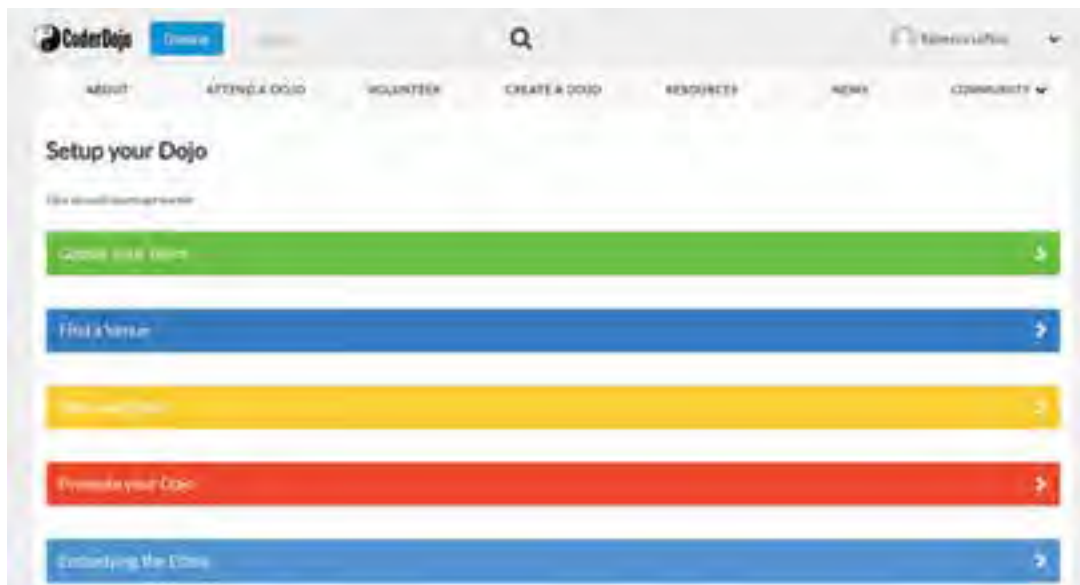 CoderDojo Donate
ABOUT ATTEND A DOJO VOLUNTEER CREATE A DOJO RESOURCES NEWS COMMUNITY
Setup your Dojo
Find a Venue
Promote your Dojo
Embodying the Ethos